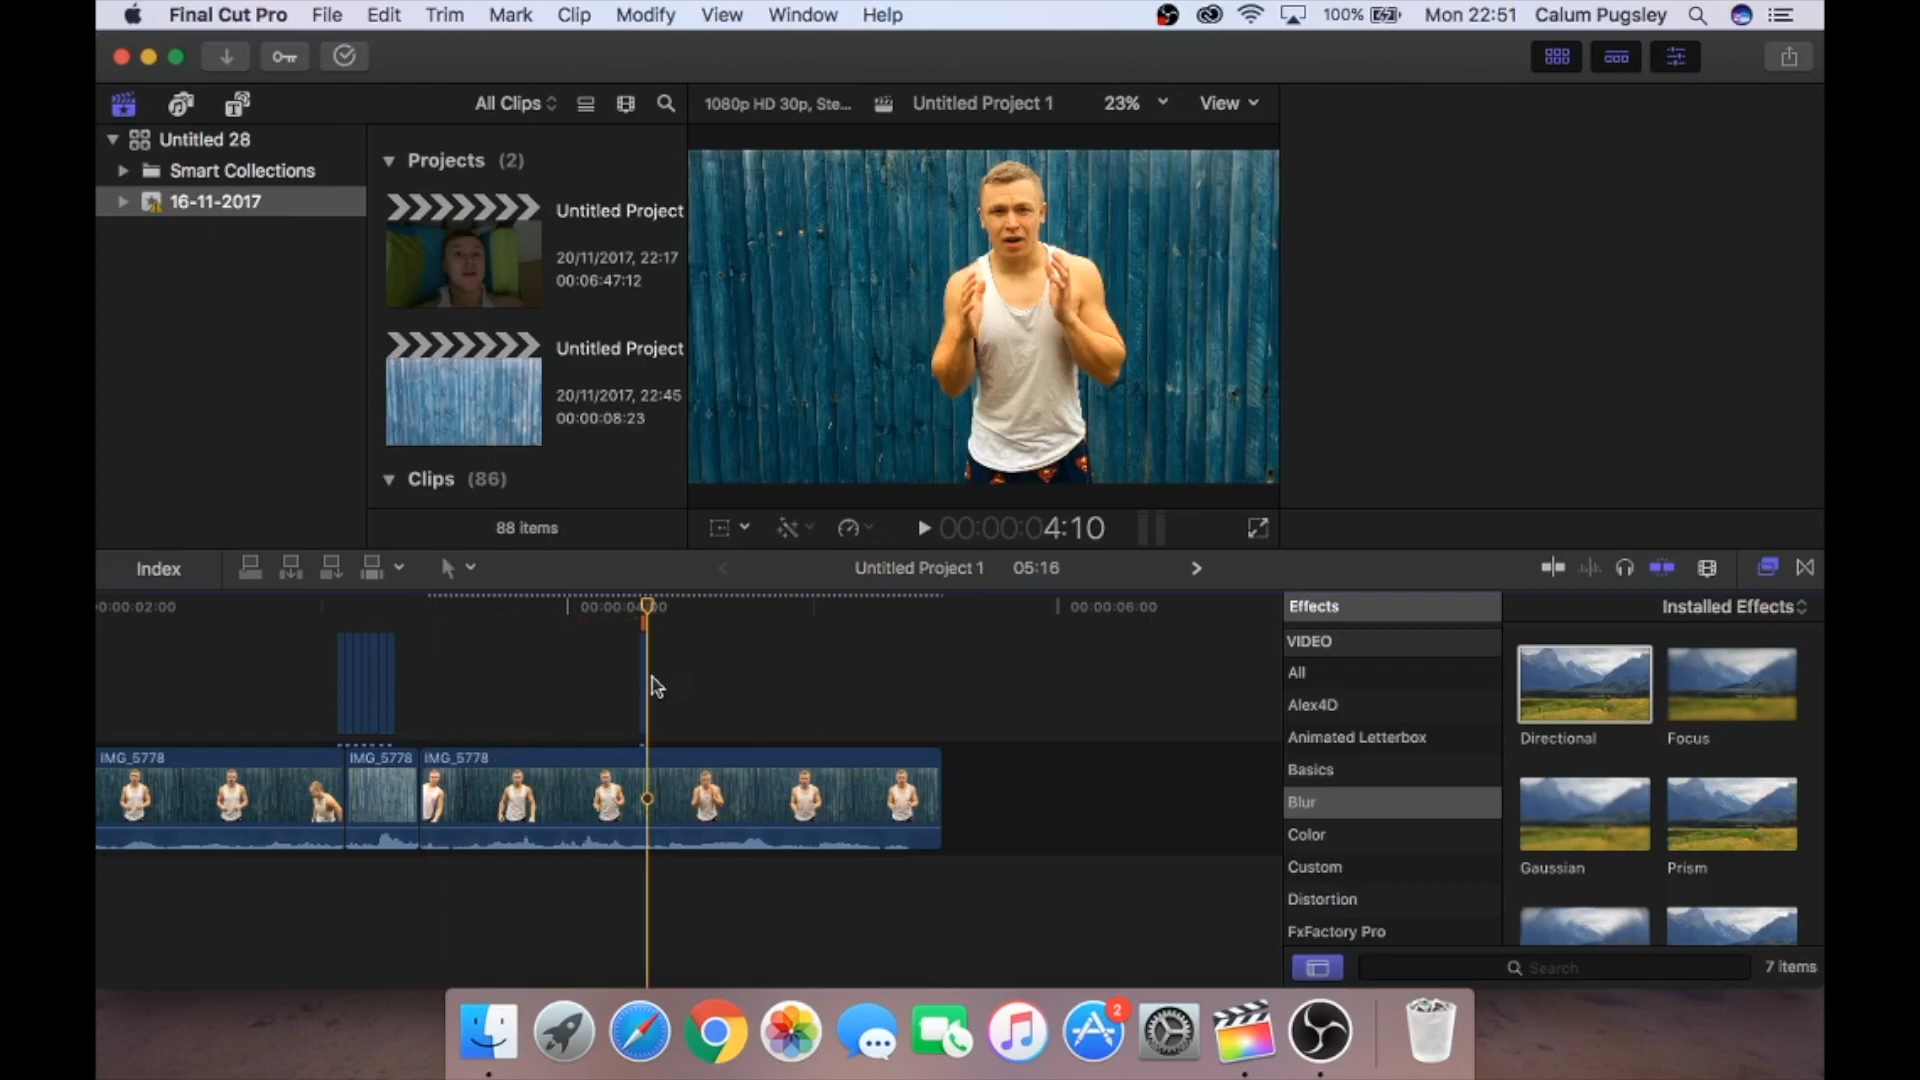 Final Cut Pro File Edit Trim Mark Clip Modify View Window Help 100% Mon 22:51 Calum Pugsley
All Clips 1080p HD 30p, Ste... Untitled Project 1 23% View
Untitled 28
Smart Collections
16-11-2017
Projects (2)
Untitled Project
20/11/2017, 22:17
00:06:47:12
Untitled Project
20/11/2017, 22:45
00:00:08:23
Clips (86)
88 items
00:00:04:10
Index Untitled Project 1 05:16
0:00:02:00 00:00:04:00 00:00:06:00
IMG_5778 IMG_5778 IMG_5778
Effects Installed Effects
VIDEO
All
Alex4D
Animated Letterbox
Basics
Blur
Color
Custom
Distortion
FxFactory Pro
Directional Focus
Gaussian Prism
Search 7 items
2